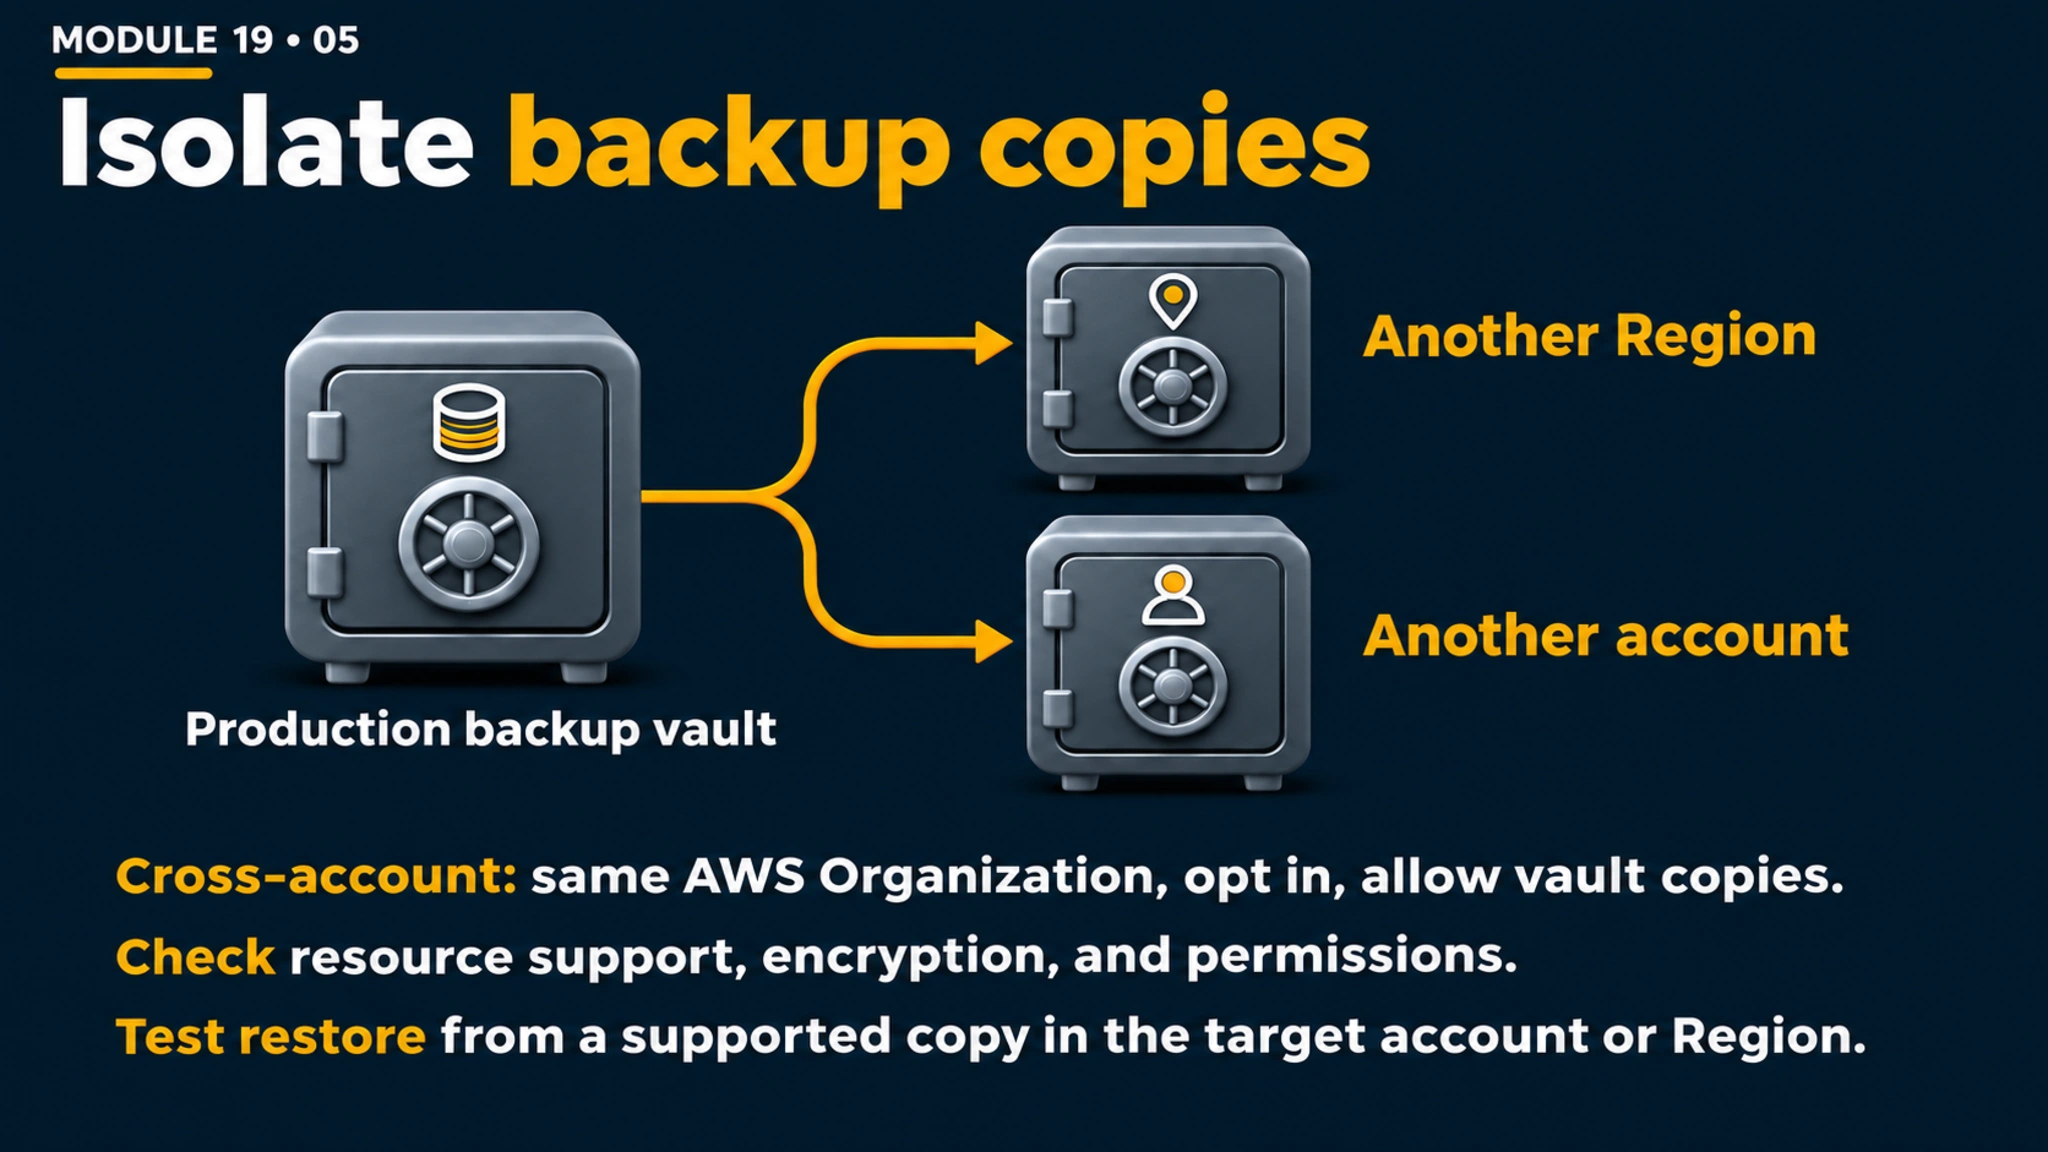 MODULE 19 • 05
Isolate backup copies
Another Region
Another account
Production backup vault
Cross-account: same AWS Organization, opt in, allow vault copies.
Check resource support, encryption, and permissions.
Test restore from a supported copy in the target account or Region.